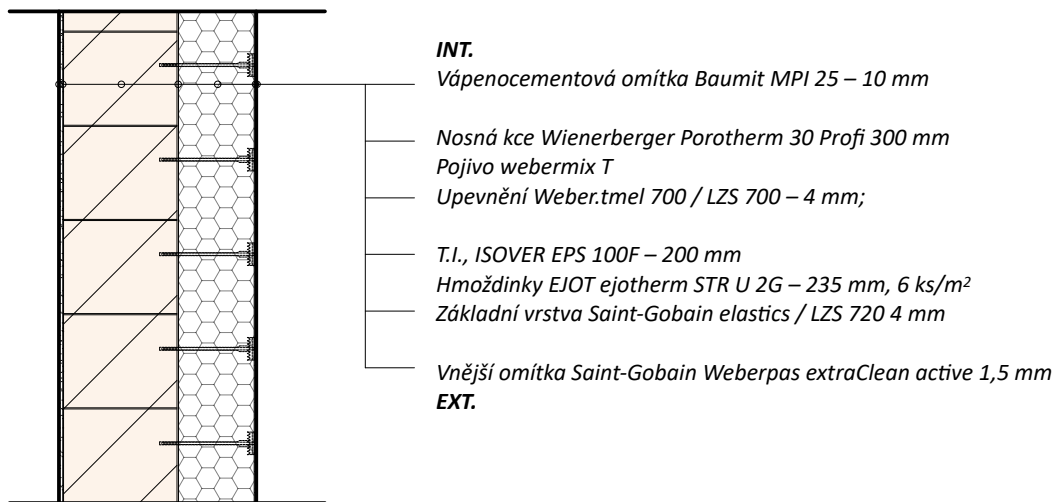 INT.
Vápenocementová omítka Baumit MPI 25 – 10 mm
Nosná kce Wienerberger Porotherm 30 Profi 300 mm
Pojivo webermix T
Upevnění Weber.tmel 700 / LZS 700 – 4 mm;
T.I., ISOVER EPS 100F – 200 mm
Hmoždinky EJOT ejotherm STR U 2G – 235 mm, 6 ks/m²
Základní vrstva Saint-Gobain elastics / LZS 720 4 mm
Vnější omítka Saint-Gobain Weberpas extraClean active 1,5 mm
EXT.